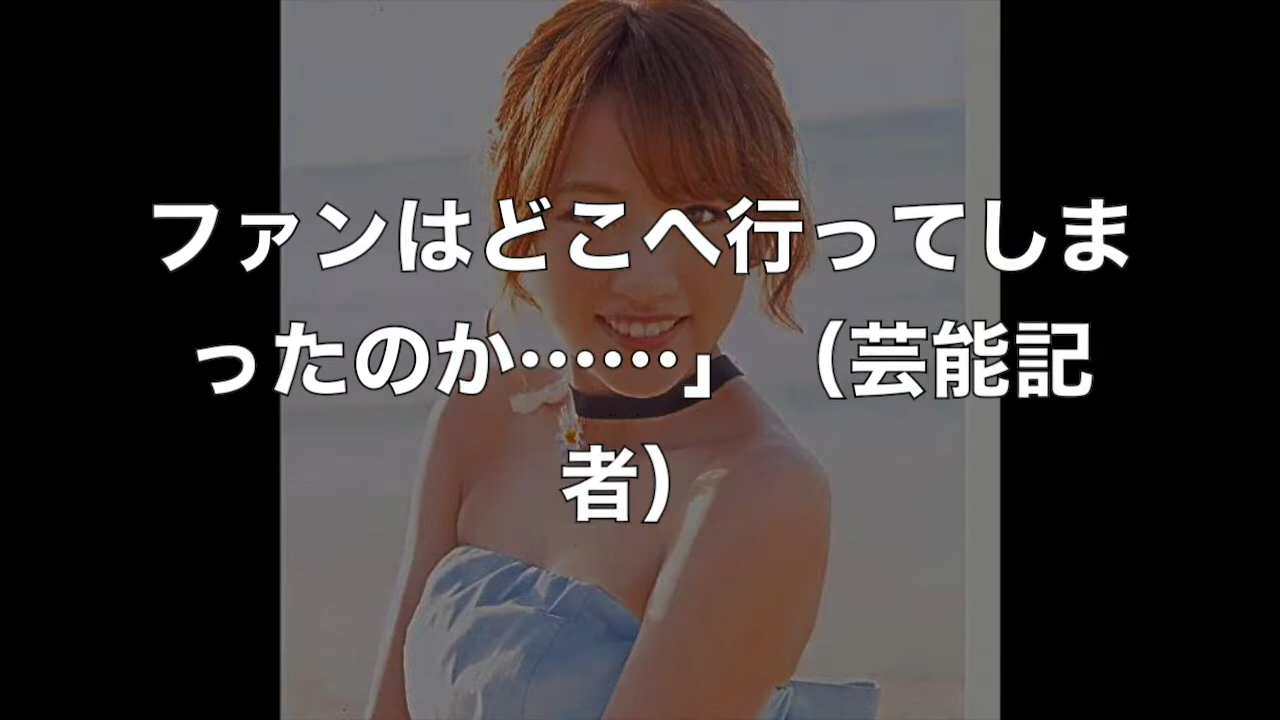 ファンはどこへ行ってしま
ったのか……」（芸能記
者）